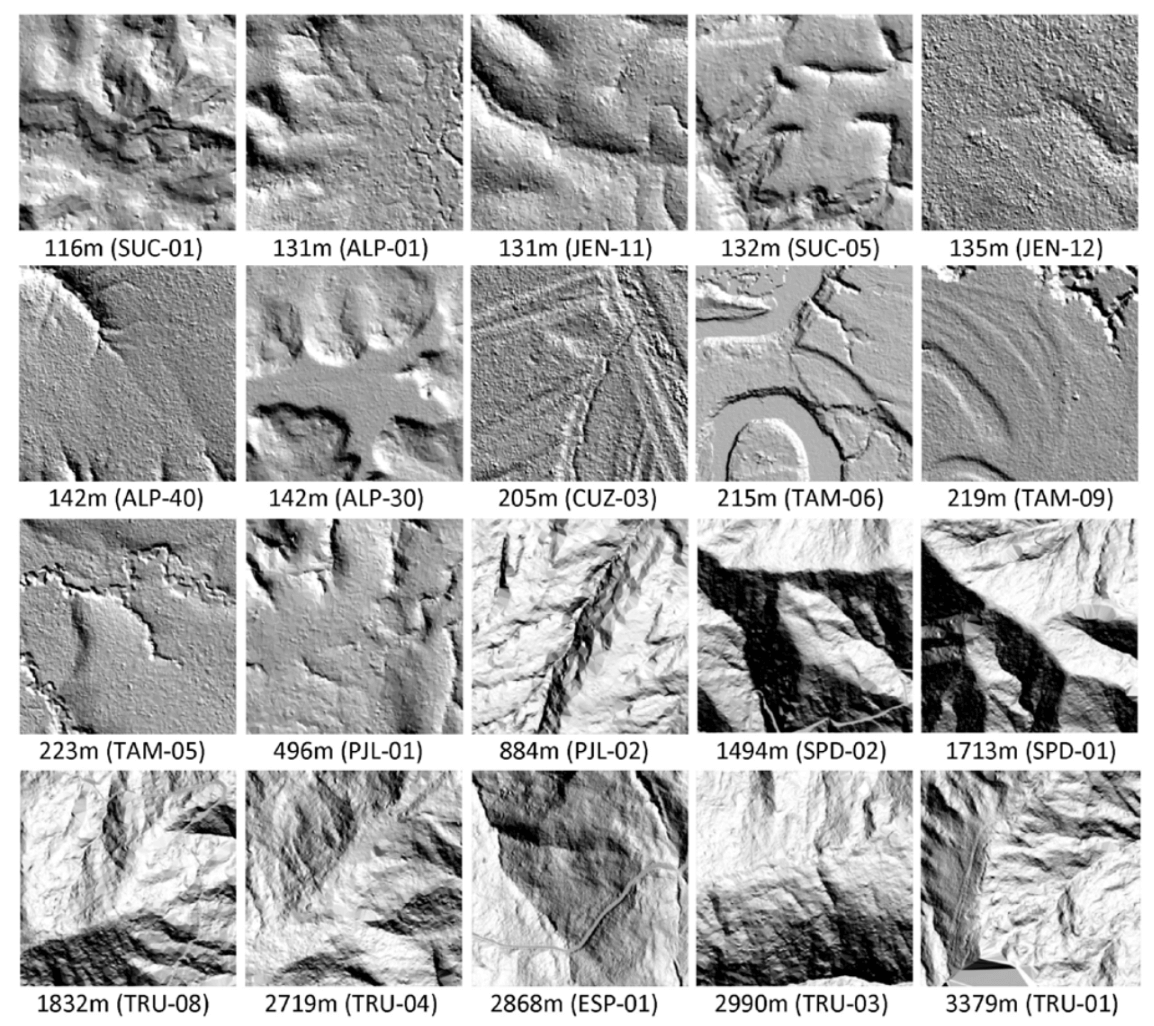 116m (SUC-01) 131m (ALP-01) 131m (JEN-11) 132m (SUC-05) 135m (JEN-12)
142m (ALP-40) 142m (ALP-30) 205m (CUZ-03) 215m (TAM-06) 219m (TAM-09)
223m (TAM-05) 496m (PJL-01) 884m (PJL-02) 1494m (SPD-02) 1713m (SPD-01)
1832m (TRU-08) 2719m (TRU-04) 2868m (ESP-01) 2990m (TRU-03) 3379m (TRU-01)